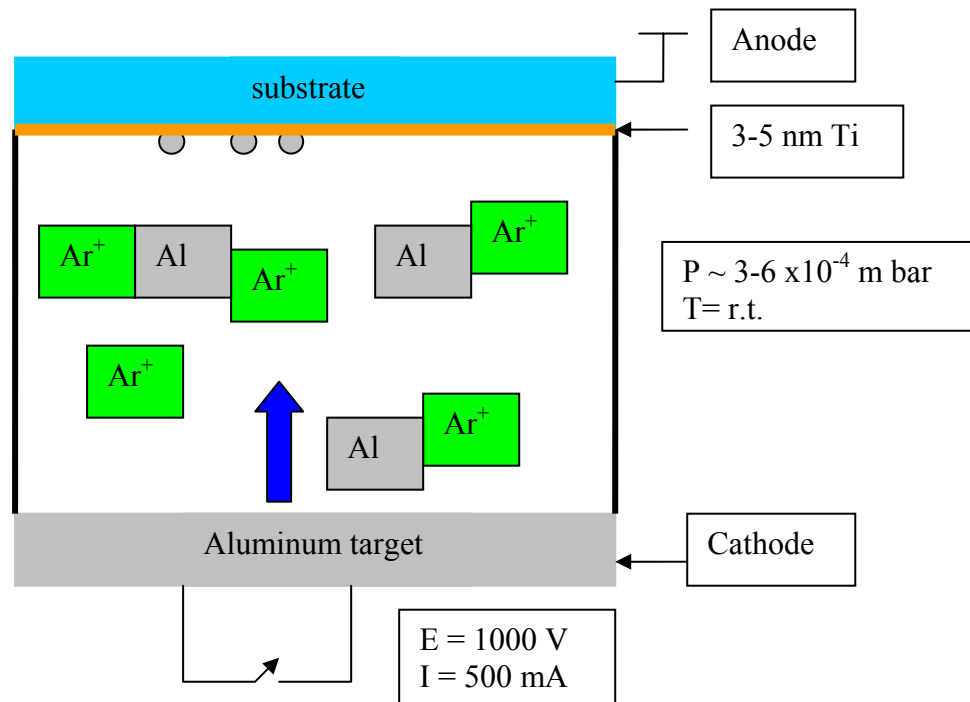 Anode
substrate
3-5 nm Ti
Ar⁺
Al
Ar⁺
Al
Ar⁺
P ~ 3-6 x10⁻⁴ m bar
T= r.t.
Ar⁺
Al
Ar⁺
Aluminum target
Cathode
E = 1000 V
I = 500 mA